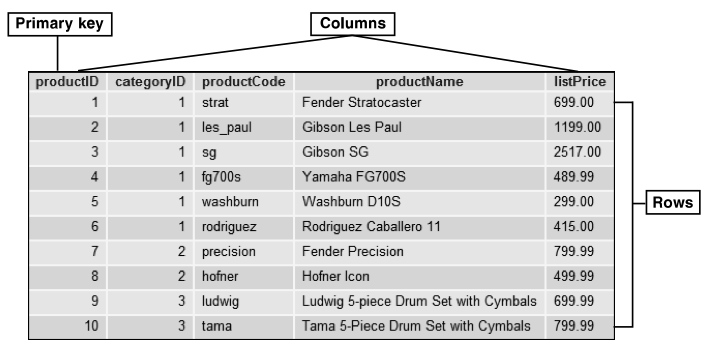 Primary key
Columns
productID categoryID productCode productName listPrice
1 1 strat Fender Stratocaster 699.00
2 1 les_paul Gibson Les Paul 1199.00
3 1 sg Gibson SG 2517.00
4 1 fg700s Yamaha FG700S 489.99
5 1 washburn Washburn D10S 299.00
Rows
6 1 rodriguez Rodriguez Caballero 11 415.00
7 2 precision Fender Precision 799.99
8 2 hofner Hofner Icon 499.99
9 3 ludwig Ludwig 5-piece Drum Set with Cymbals 699.99
10 3 tama Tama 5-Piece Drum Set with Cymbals 799.99